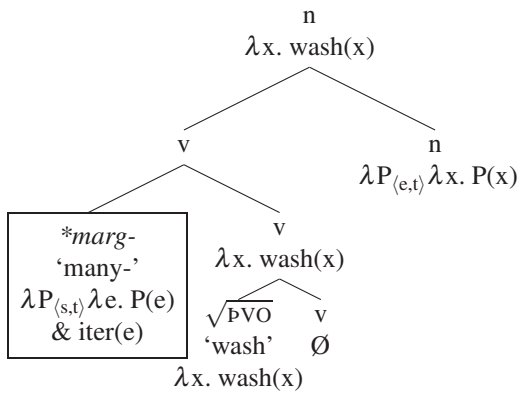 n
λx. wash(x)
v n
λP⟨e,t⟩λx. P(x)
*marg-
‘many-’
λP⟨s,t⟩λe. P(e)
& iter(e)
v
λx. wash(x)
√ÞVO v
‘wash’ Ø
λx. wash(x)